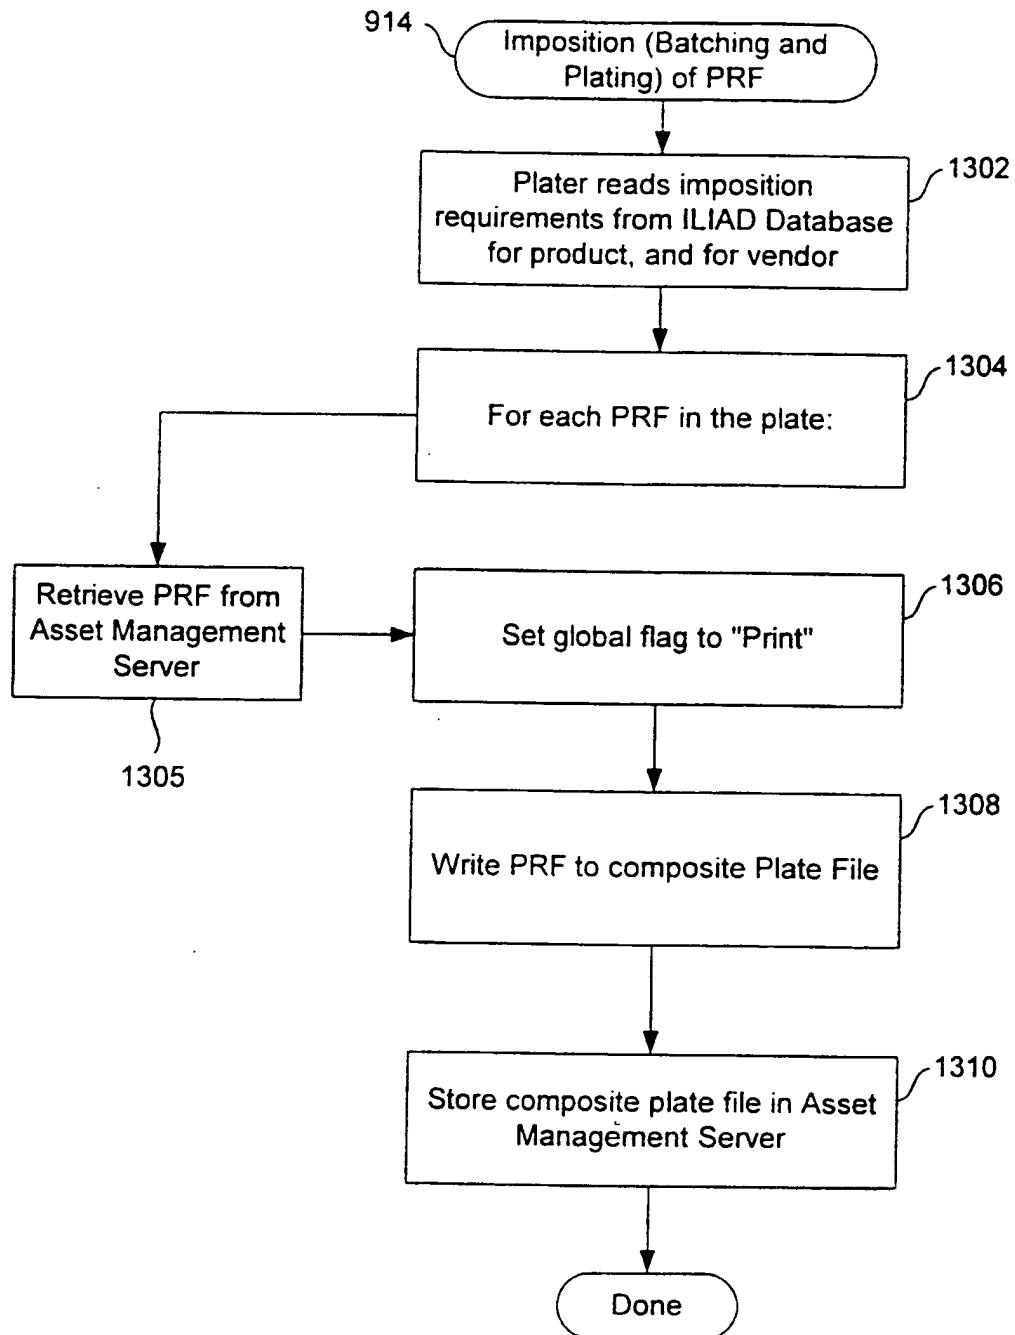 914
Imposition (Batching and
Plating) of PRF
1302
Plater reads imposition
requirements from ILIAD Database
for product, and for vendor
1304
For each PRF in the plate:
Retrieve PRF from
Asset Management
Server
1305
1306
Set global flag to "Print"
1308
Write PRF to composite Plate File
1310
Store composite plate file in Asset
Management Server
Done